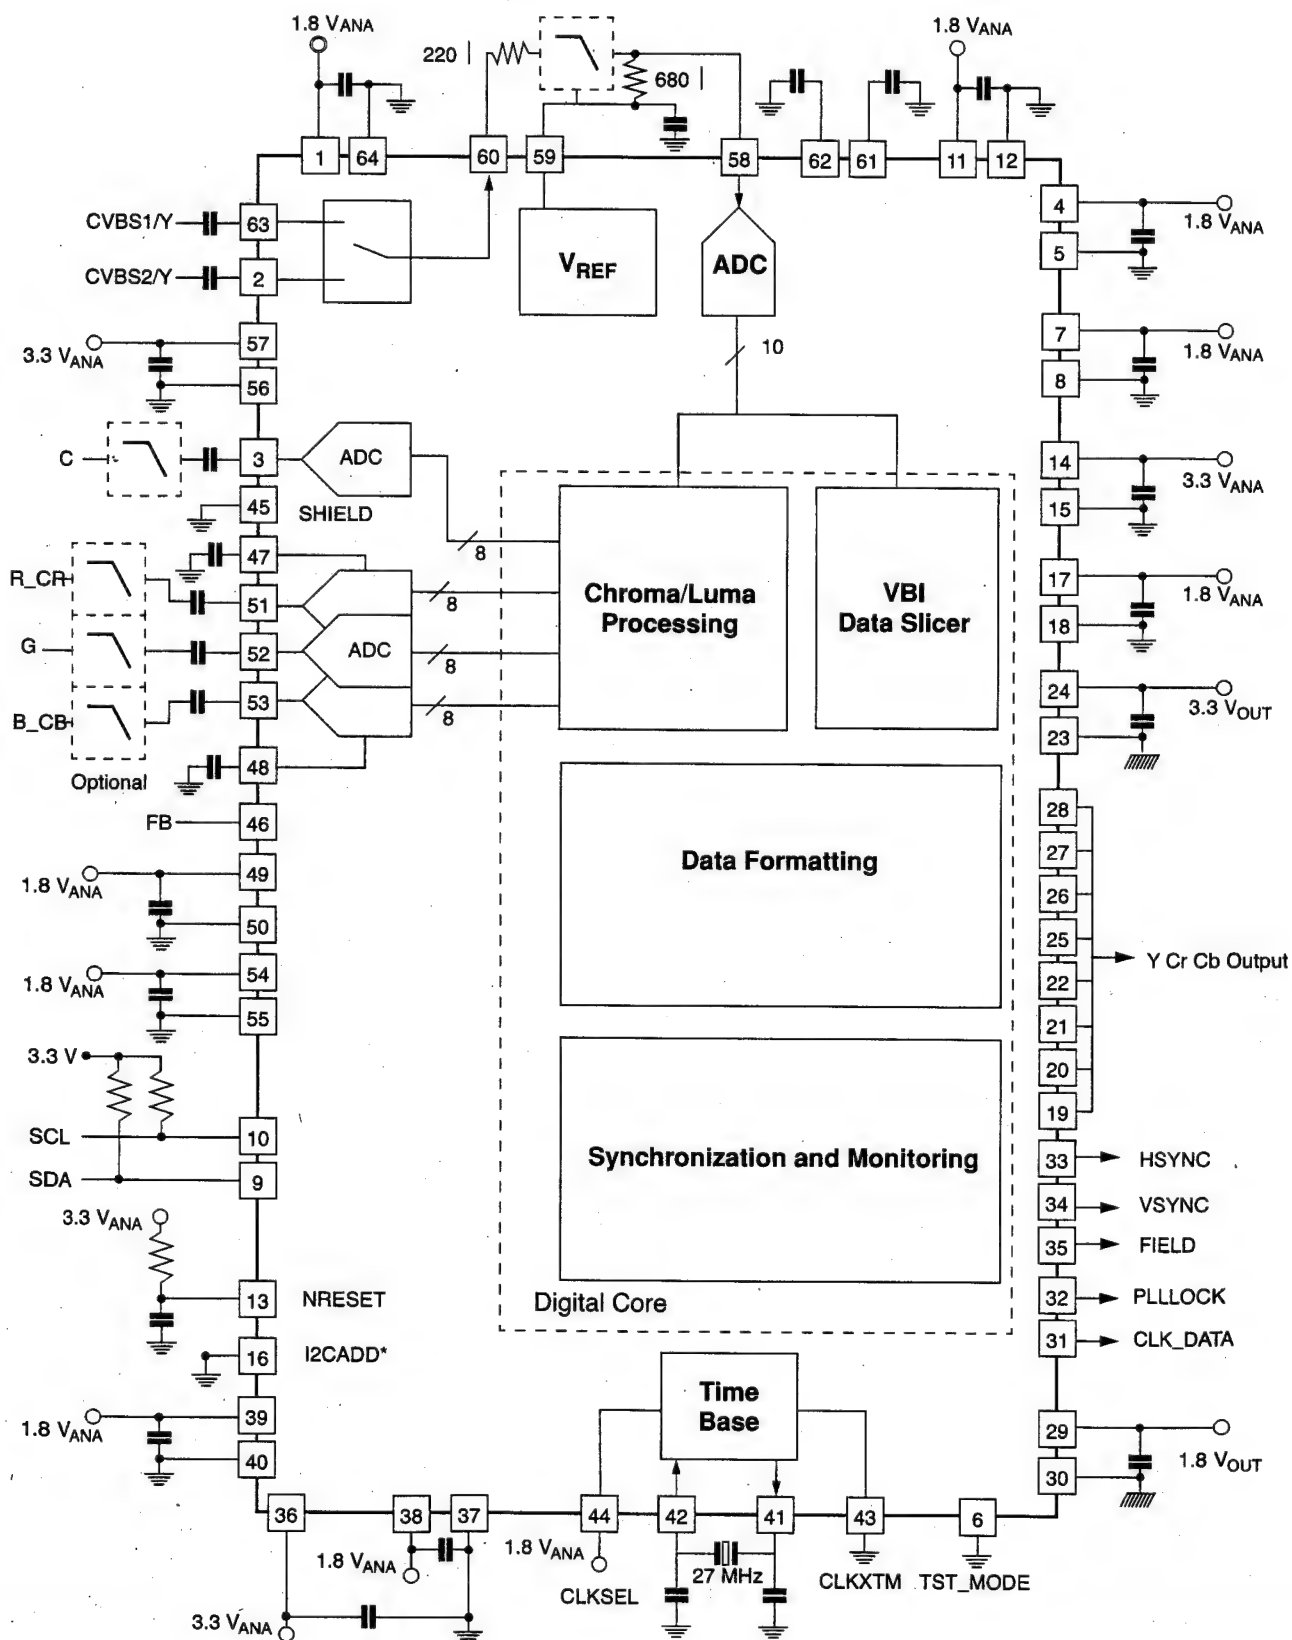 1.8 VANA
220 |
680 |
1.8 VANA
1
64
60
59
58
62
61
11
12
CVBS1/Y
63
CVBS2/Y
2
VREF
ADC
4
1.8 VANA
5
3.3 VANA
57
56
10
7
1.8 VANA
8
C
3
ADC
45
SHIELD
14
3.3 VANA
15
47
8
R_CR
51
8
G
52
ADC
8
B_CB
53
8
Optional
48
Chroma/Luma
Processing
VBI
Data Slicer
17
1.8 VANA
18
24
3.3 VOUT
23
FB
46
1.8 VANA
49
50
1.8 VANA
54
55
Data Formatting
28
27
26
25
22
21
20
19
Y Cr Cb Output
3.3 V
SCL
10
SDA
9
Synchronization and Monitoring
33
HSYNC
34
VSYNC
35
FIELD
32
PLLLOCK
31
CLK_DATA
3.3 VANA
13
NRESET
Digital Core
16
I2CADD*
1.8 VANA
39
40
Time
Base
29
1.8 VOUT
30
36
38
37
44
42
41
43
6
1.8 VANA
1.8 VANA
CLKSEL
27 MHz
CLKXTM
TST_MODE
3.3 VANA